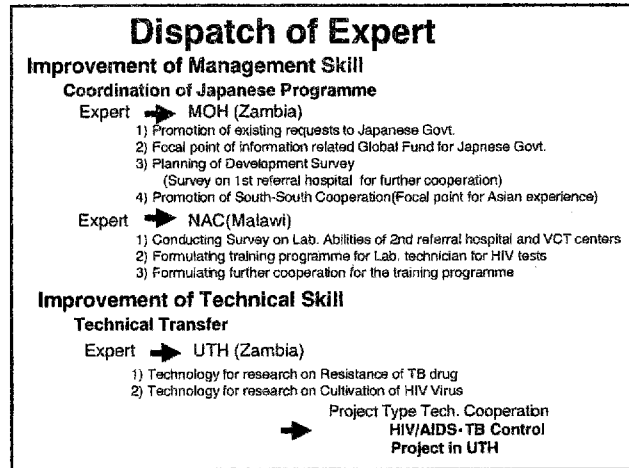 Dispatch of Expert
Improvement of Management Skill
Coordination of Japanese Programme
Expert → MOH (Zambia)
1) Promotion of existing requests to Japanese Govt.
2) Focal point of information related Global Fund for Japnese Govt.
3) Planning of Development Survey
(Survey on 1st referral hospital for further cooperation)
4) Promotion of South-South Cooperation(Focal point for Asian experience)
Expert → NAC(Malawi)
1) Conducting Survey on Lab. Abilities of 2nd referral hospital and VCT centers
2) Formulating training programme for Lab. technician for HIV tests
3) Formulating further cooperation for the training programme
Improvement of Technical Skill
Technical Transfer
Expert → UTH (Zambia)
1) Technology for research on Resistance of TB drug
2) Technology for research on Cultivation of HIV Virus
Project Type Tech. Cooperation
→ HIV/AIDS·TB Control
Project in UTH